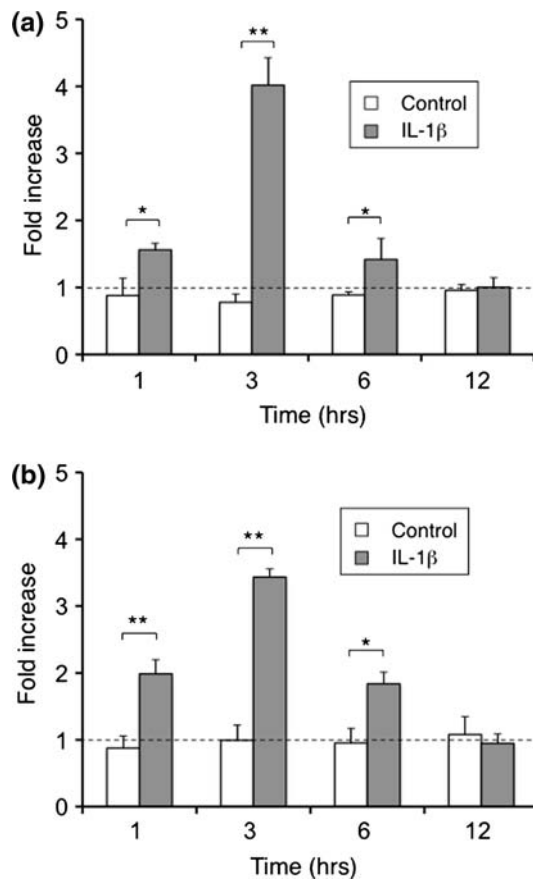 (a)
Fold increase
5
4
3
2
1
0
**
*
*
Control
IL-1β
1 3 6 12
Time (hrs)
(b)
Fold increase
5
4
3
2
1
0
**
**
*
Control
IL-1β
1 3 6 12
Time (hrs)